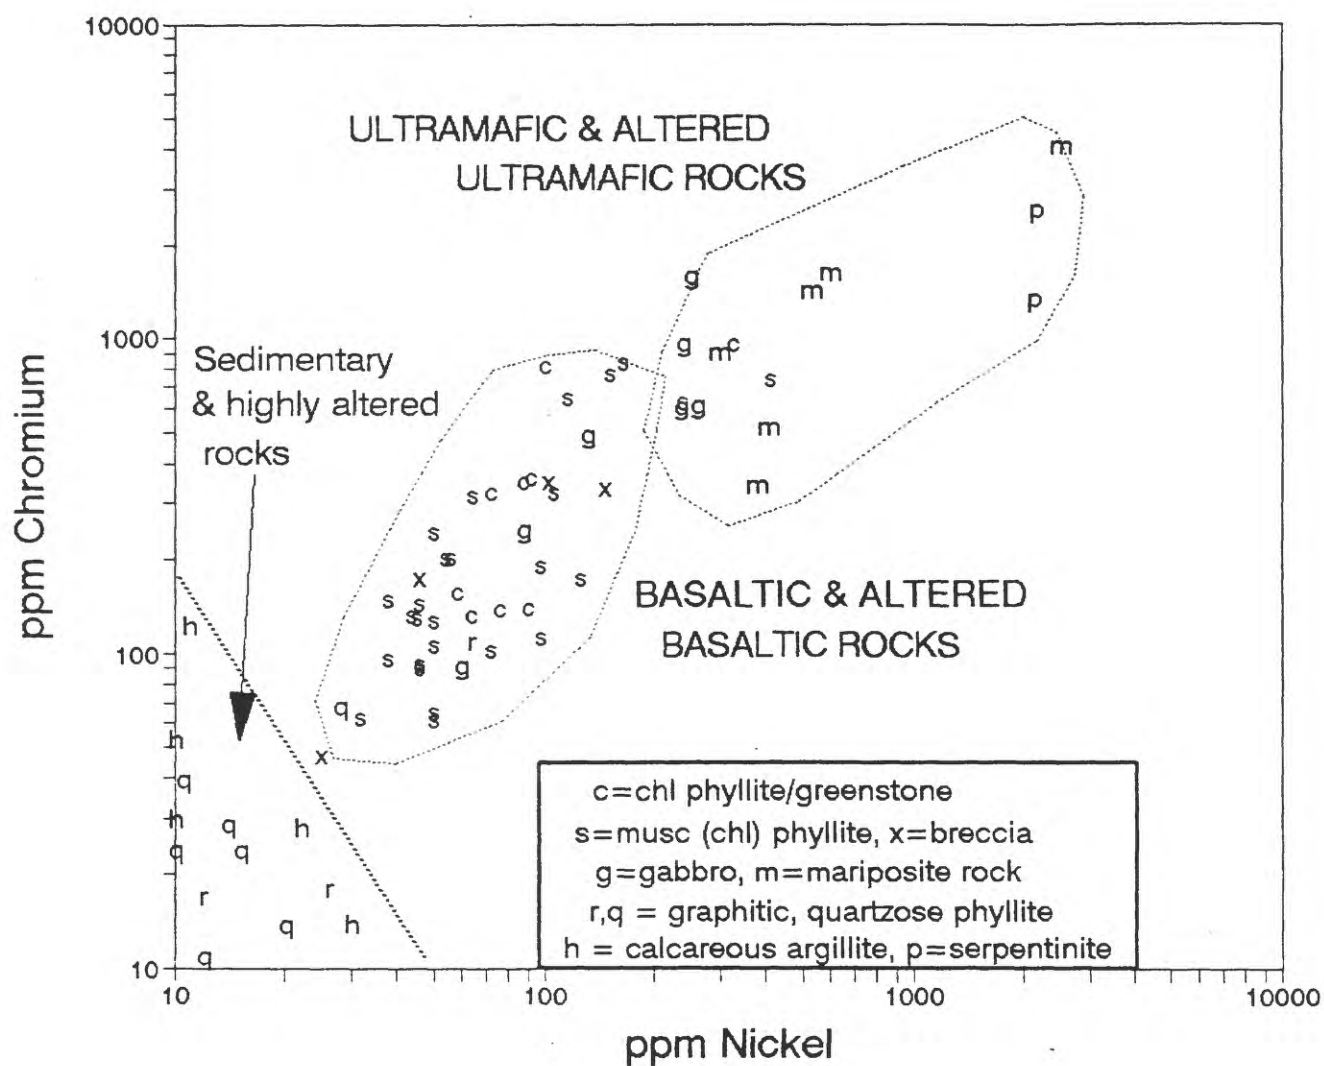 10000
1000
100
10
ppm Chromium
ULTRAMAFIC & ALTERED
ULTRAMAFIC ROCKS
Sedimentary
& highly altered
rocks
BASALTIC & ALTERED
BASALTIC ROCKS
c=chl phyllite/greenstone
s=musc (chl) phyllite, x=breccia
g=gabbro, m=mariposite rock
r,q = graphitic, quartzose phyllite
h = calcareous argillite, p=serpentinite
10
100
1000
10000
ppm Nickel